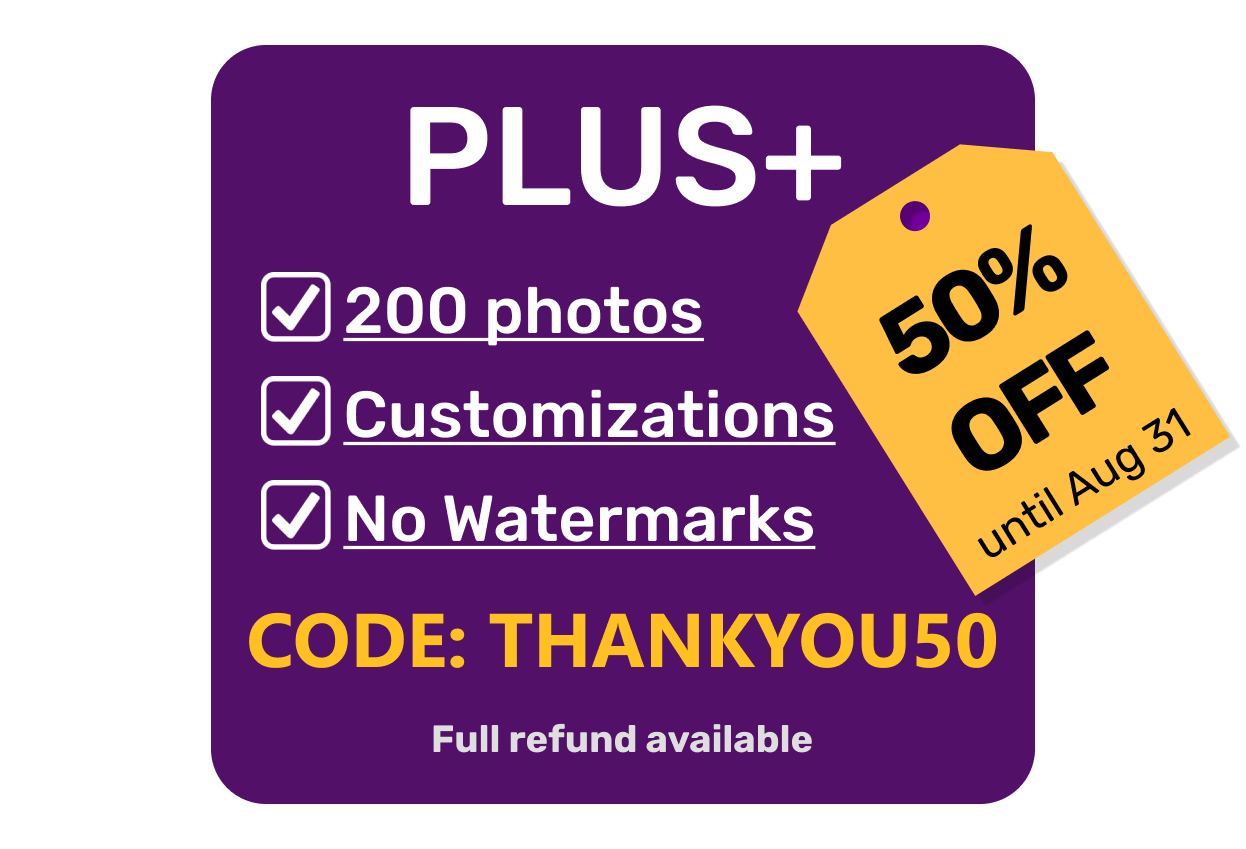 PLUS+
50%
OFF
until Aug 31
200 photos
Customizations
No Watermarks
CODE: THANKYOU50
Full refund available